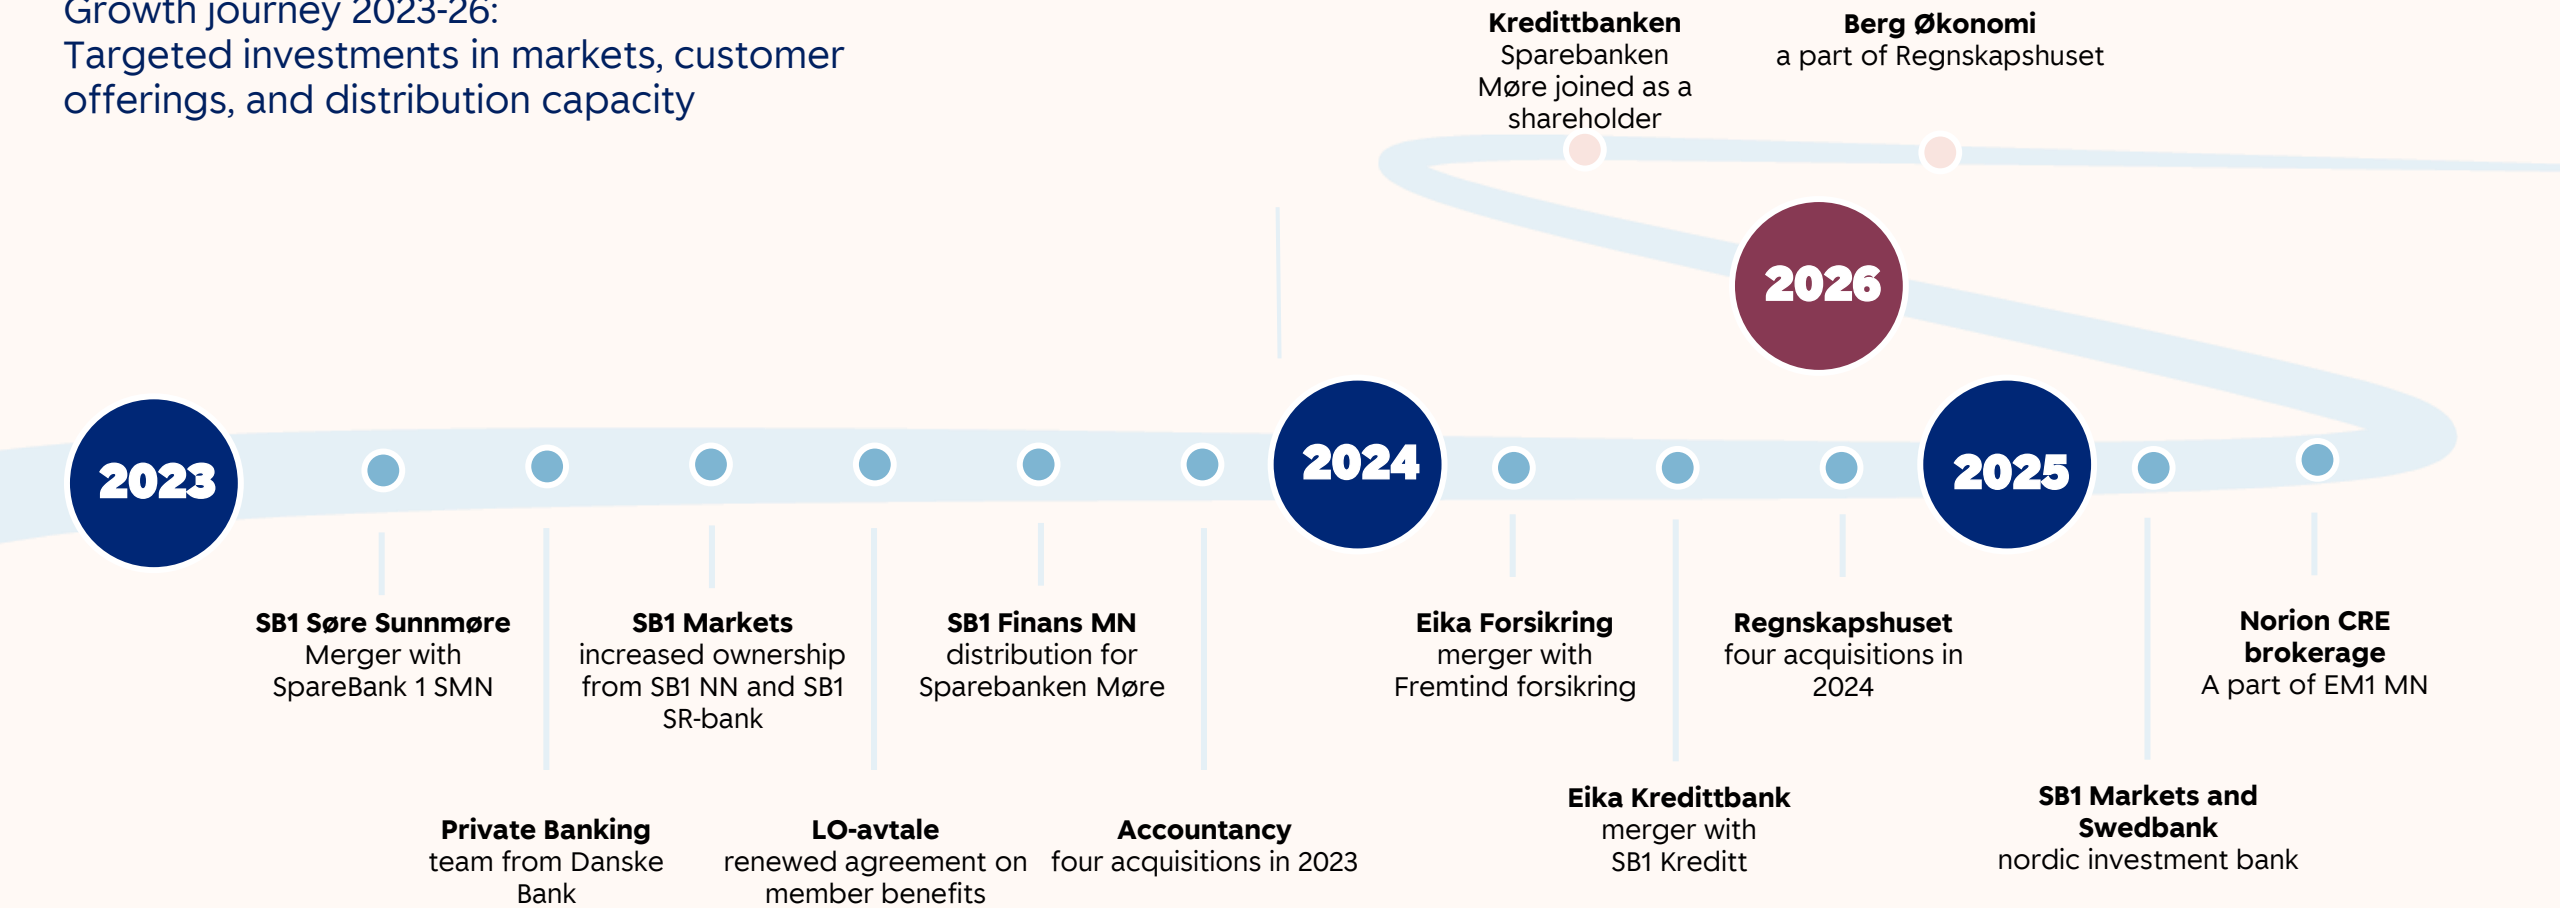 Growth journey 2023-26:
Targeted investments in markets, customer
offerings, and distribution capacity
Kredittbanken
Sparebanken
Møre joined as a
shareholder
Berg Økonomi
a part of Regnskapshuset
2026
2023
2024
2025
SB1 Søre Sunnmøre
Merger with
SpareBank 1 SMN
Private Banking
team from Danske
Bank
SB1 Markets
increased ownership
from SB1 NN and SB1
SR-bank
LO-avtale
renewed agreement on
member benefits
SB1 Finans MN
distribution for
Sparebanken Møre
Accountancy
four acquisitions in 2023
Eika Forsikring
merger with
Fremtind forsikring
Eika Kredittbank
merger with
SB1 Kreditt
Regnskapshuset
four acquisitions in
2024
SB1 Markets and
Swedbank
nordic investment bank
Norion CRE
brokerage
A part of EM1 MN